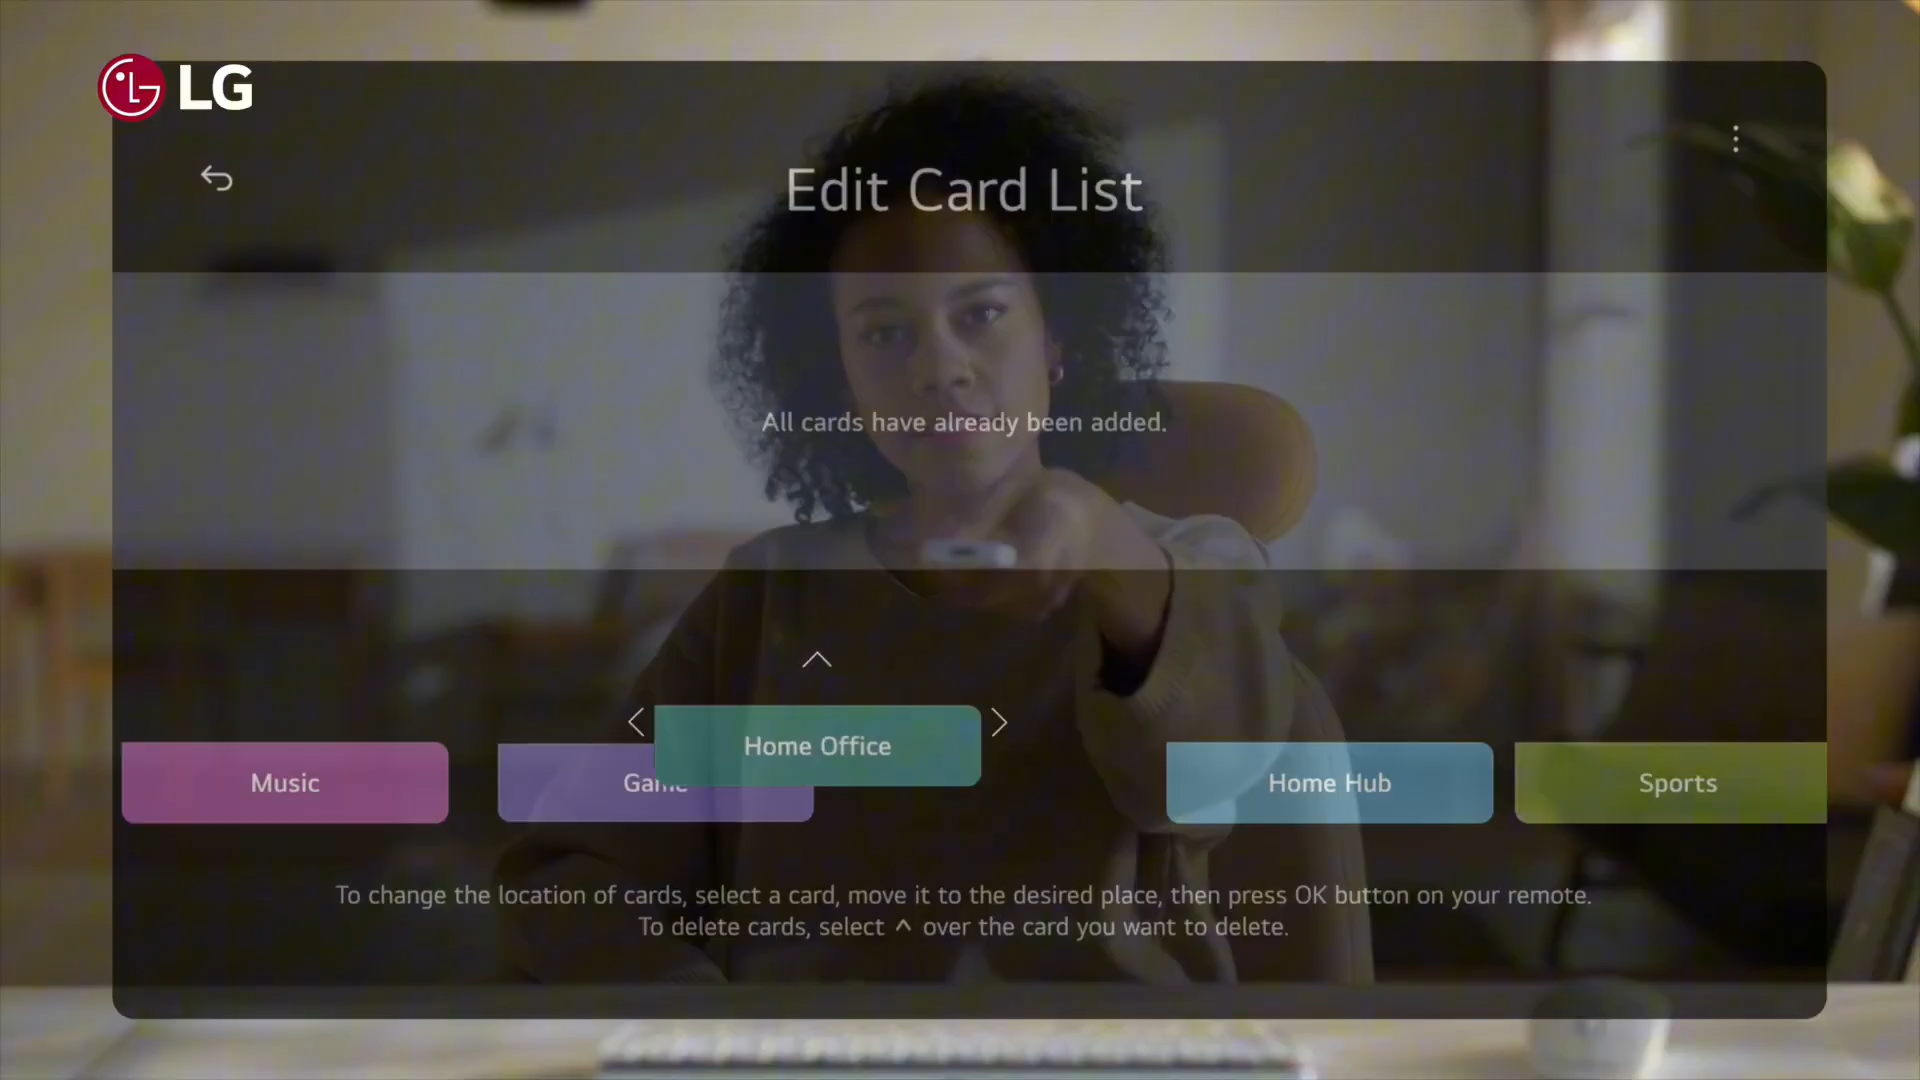 LG
Edit Card List
All cards have already been added.
Home Office
Music
Game
Home Hub
Sports
To change the location of cards, select a card, move it to the desired place, then press OK button on your remote.
To delete cards, select ^ over the card you want to delete.